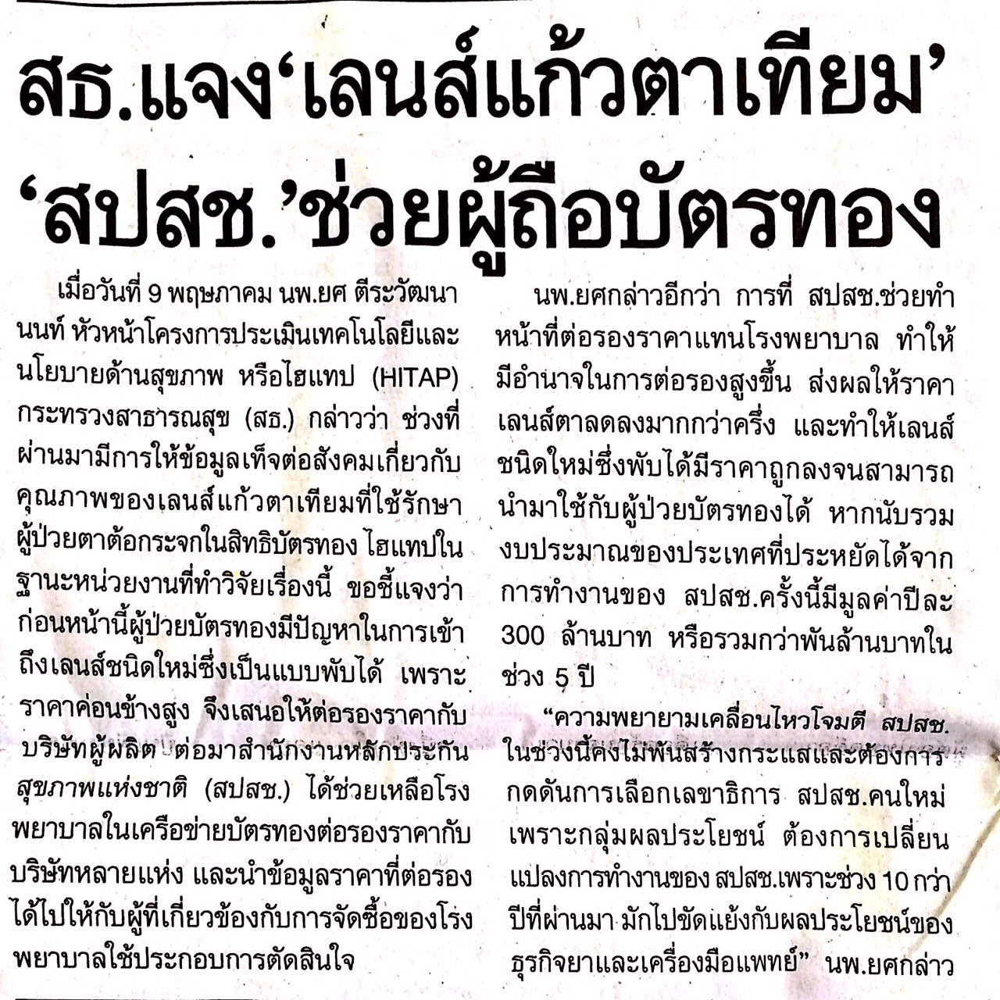 สธ.แจง‘เลนส์แก้วตาเทียม’
‘สปสช.’ช่วยผู้ถือบัตรทอง
เมื่อวันที่ 9 พฤษภาคม นพ.ยศ ตีระวัฒนา
นนท์ หัวหน้าโครงการประเมินเทคโนโลยีและ
นโยบายด้านสุขภาพ หรือไฮแทป (HITAP)
กระทรวงสาธารณสุข (สธ.) กล่าวว่า ช่วงที่
ผ่านมามีการให้ข้อมูลเท็จต่อสังคมเกี่ยวกับ
คุณภาพของเลนส์แก้วตาเทียมที่ใช้รักษา
ผู้ป่วยตาต้อกระจกในสิทธิบัตรทอง ไฮแทปใน
ฐานะหน่วยงานที่ทำวิจัยเรื่องนี้ ขอชี้แจงว่า
ก่อนหน้านี้ผู้ป่วยบัตรทองมีปัญหาในการเข้า
ถึงเลนส์ชนิดใหม่ซึ่งเป็นแบบพับได้ เพราะ
ราคาค่อนข้างสูง จึงเสนอให้ต่อรองราคากับ
บริษัทผู้ผลิต ต่อมาสำนักงานหลักประกัน
สุขภาพแห่งชาติ (สปสช.) ได้ช่วยเหลือโรง
พยาบาลในเครือข่ายบัตรทองต่อรองราคากับ
บริษัทหลายแห่ง และนำข้อมูลราคาที่ต่อรอง
ได้ไปให้กับผู้ที่เกี่ยวข้องกับการจัดซื้อของโรง
พยาบาลใช้ประกอบการตัดสินใจ
นพ.ยศกล่าวอีกว่า การที่ สปสช.ช่วยทำ
หน้าที่ต่อรองราคาแทนโรงพยาบาล ทำให้
มีอำนาจในการต่อรองสูงขึ้น ส่งผลให้ราคา
เลนส์ตาลดลงมากกว่าครึ่ง และทำให้เลนส์
ชนิดใหม่ซึ่งพับได้มีราคาถูกลงจนสามารถ
นำมาใช้กับผู้ป่วยบัตรทองได้ หากนับรวม
งบประมาณของประเทศที่ประหยัดได้จาก
การทำงานของ สปสช.ครั้งนี้มีมูลค่าปีละ
300 ล้านบาท หรือรวมกว่าพันล้านบาทใน
ช่วง 5 ปี
“ความพยายามเคลื่อนไหวโจมตี สปสช.
ในช่วงนี้คงไม่พ้นสร้างกระแสและต้องการ
กดดันการเลือกเลขาธิการ สปสช.คนใหม่
เพราะกลุ่มผลประโยชน์ ต้องการเปลี่ยน
แปลงการทำงานของ สปสช.เพราะช่วง 10 กว่า
ปีที่ผ่านมา มักไปขัดแย้งกับผลประโยชน์ของ
ธุรกิจยาและเครื่องมือแพทย์” นพ.ยศกล่าว